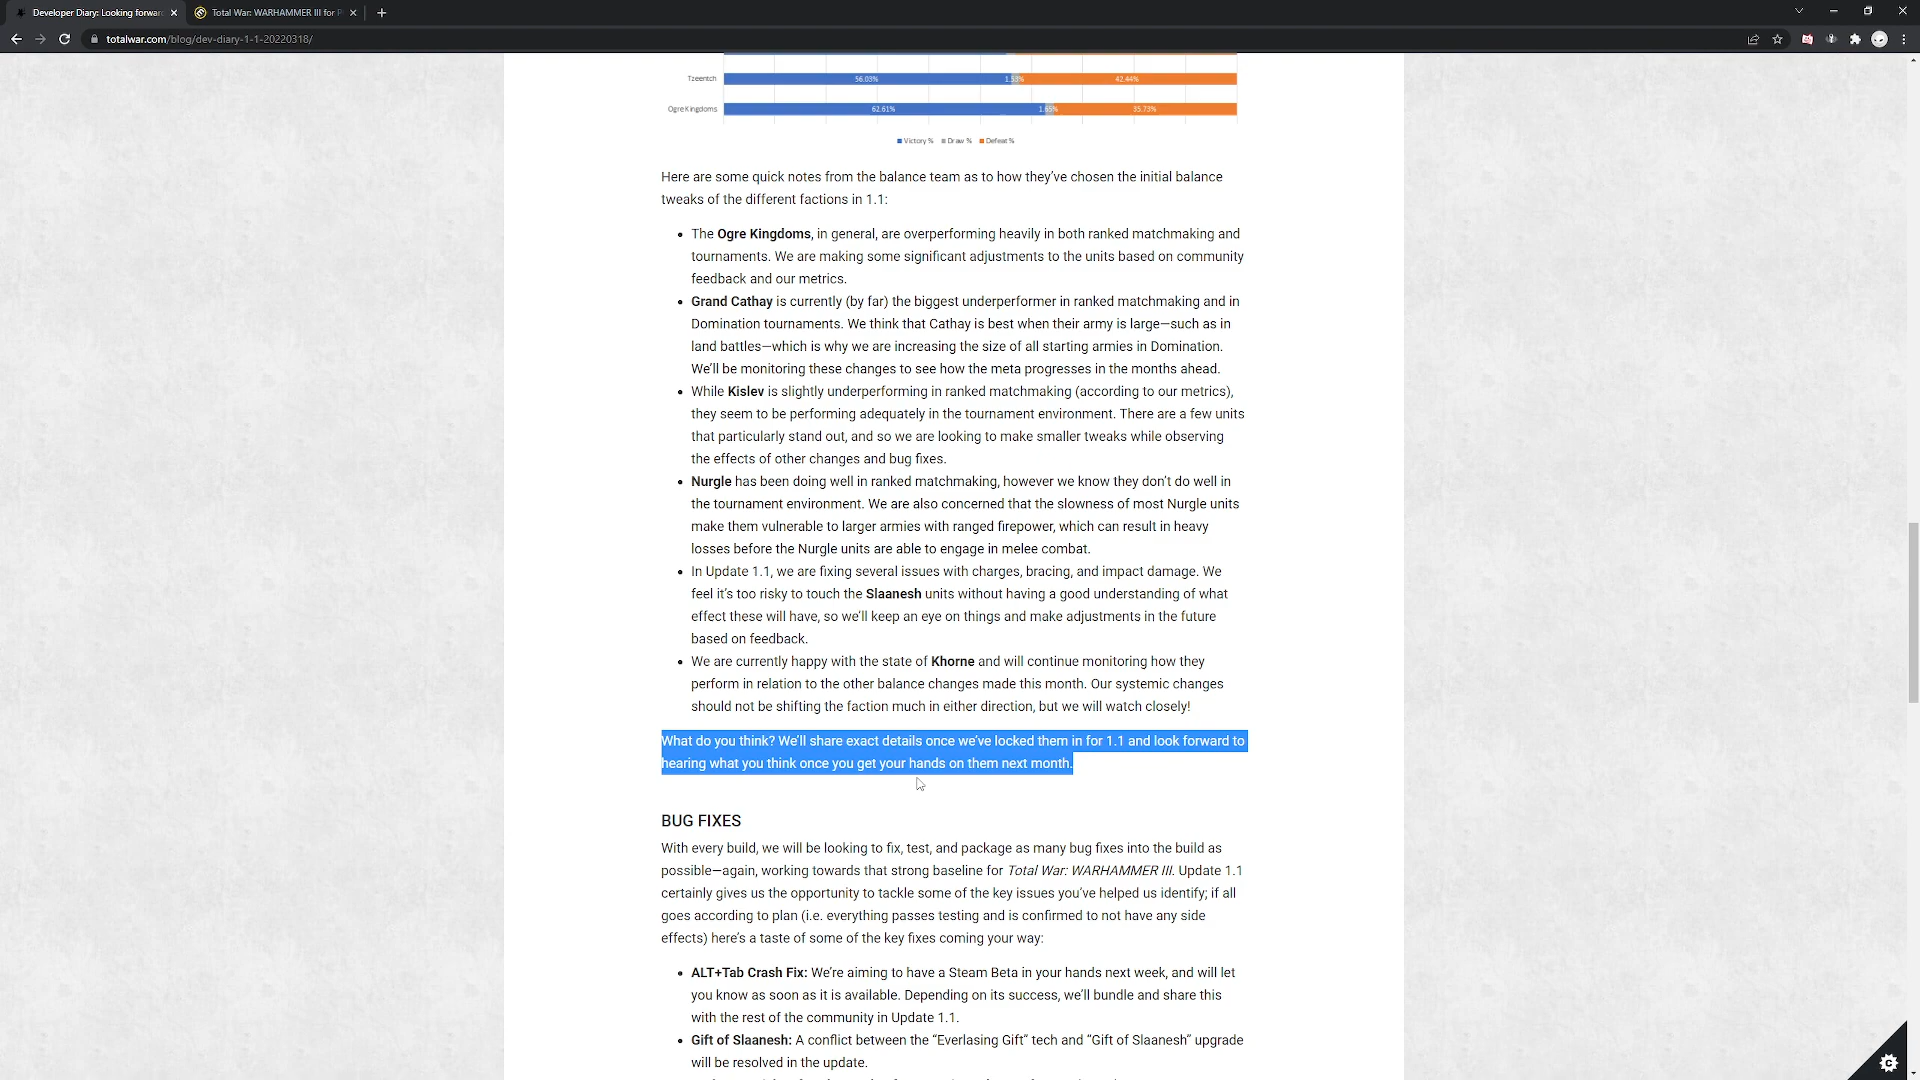 Developer Diary: Looking forwar
Total War: WARHAMMER III for P
totalwar.com/blog/dev-diary-1-1-20220318/
Tzeentch 56.03% 1.53% 42.44%
Ogre Kingdoms 62.61% 1.65% 35.73%
Victory % Draw % Defeat %
Here are some quick notes from the balance team as to how they've chosen the initial balance
tweaks of the different factions in 1.1:
The Ogre Kingdoms, in general, are overperforming heavily in both ranked matchmaking and
tournaments. We are making some significant adjustments to the units based on community
feedback and our metrics.
Grand Cathay is currently (by far) the biggest underperformer in ranked matchmaking and in
Domination tournaments. We think that Cathay is best when their army is large—such as in
land battles—which is why we are increasing the size of all starting armies in Domination.
We'll be monitoring these changes to see how the meta progresses in the months ahead.
While Kislev is slightly underperforming in ranked matchmaking (according to our metrics),
they seem to be performing adequately in the tournament environment. There are a few units
that particularly stand out, and so we are looking to make smaller tweaks while observing
the effects of other changes and bug fixes.
Nurgle has been doing well in ranked matchmaking, however we know they don't do well in
the tournament environment. We are also concerned that the slowness of most Nurgle units
make them vulnerable to larger armies with ranged firepower, which can result in heavy
losses before the Nurgle units are able to engage in melee combat.
In Update 1.1, we are fixing several issues with charges, bracing, and impact damage. We
feel it's too risky to touch the Slaanesh units without having a good understanding of what
effect these will have, so we'll keep an eye on things and make adjustments in the future
based on feedback.
We are currently happy with the state of Khorne and will continue monitoring how they
perform in relation to the other balance changes made this month. Our systemic changes
should not be shifting the faction much in either direction, but we will watch closely!
What do you think? We'll share exact details once we've locked them in for 1.1 and look forward to
hearing what you think once you get your hands on them next month.
BUG FIXES
With every build, we will be looking to fix, test, and package as many bug fixes into the build as
possible—again, working towards that strong baseline for Total War: WARHAMMER III. Update 1.1
certainly gives us the opportunity to tackle some of the key issues you've helped us identify; if all
goes according to plan (i.e. everything passes testing and is confirmed to not have any side
effects) here's a taste of some of the key fixes coming your way:
ALT+Tab Crash Fix: We're aiming to have a Steam Beta in your hands next week, and will let
you know as soon as it is available. Depending on its success, we'll bundle and share this
with the rest of the community in Update 1.1.
Gift of Slaanesh: A conflict between the "Everlasing Gift" tech and "Gift of Slaanesh" upgrade
will be resolved in the update.